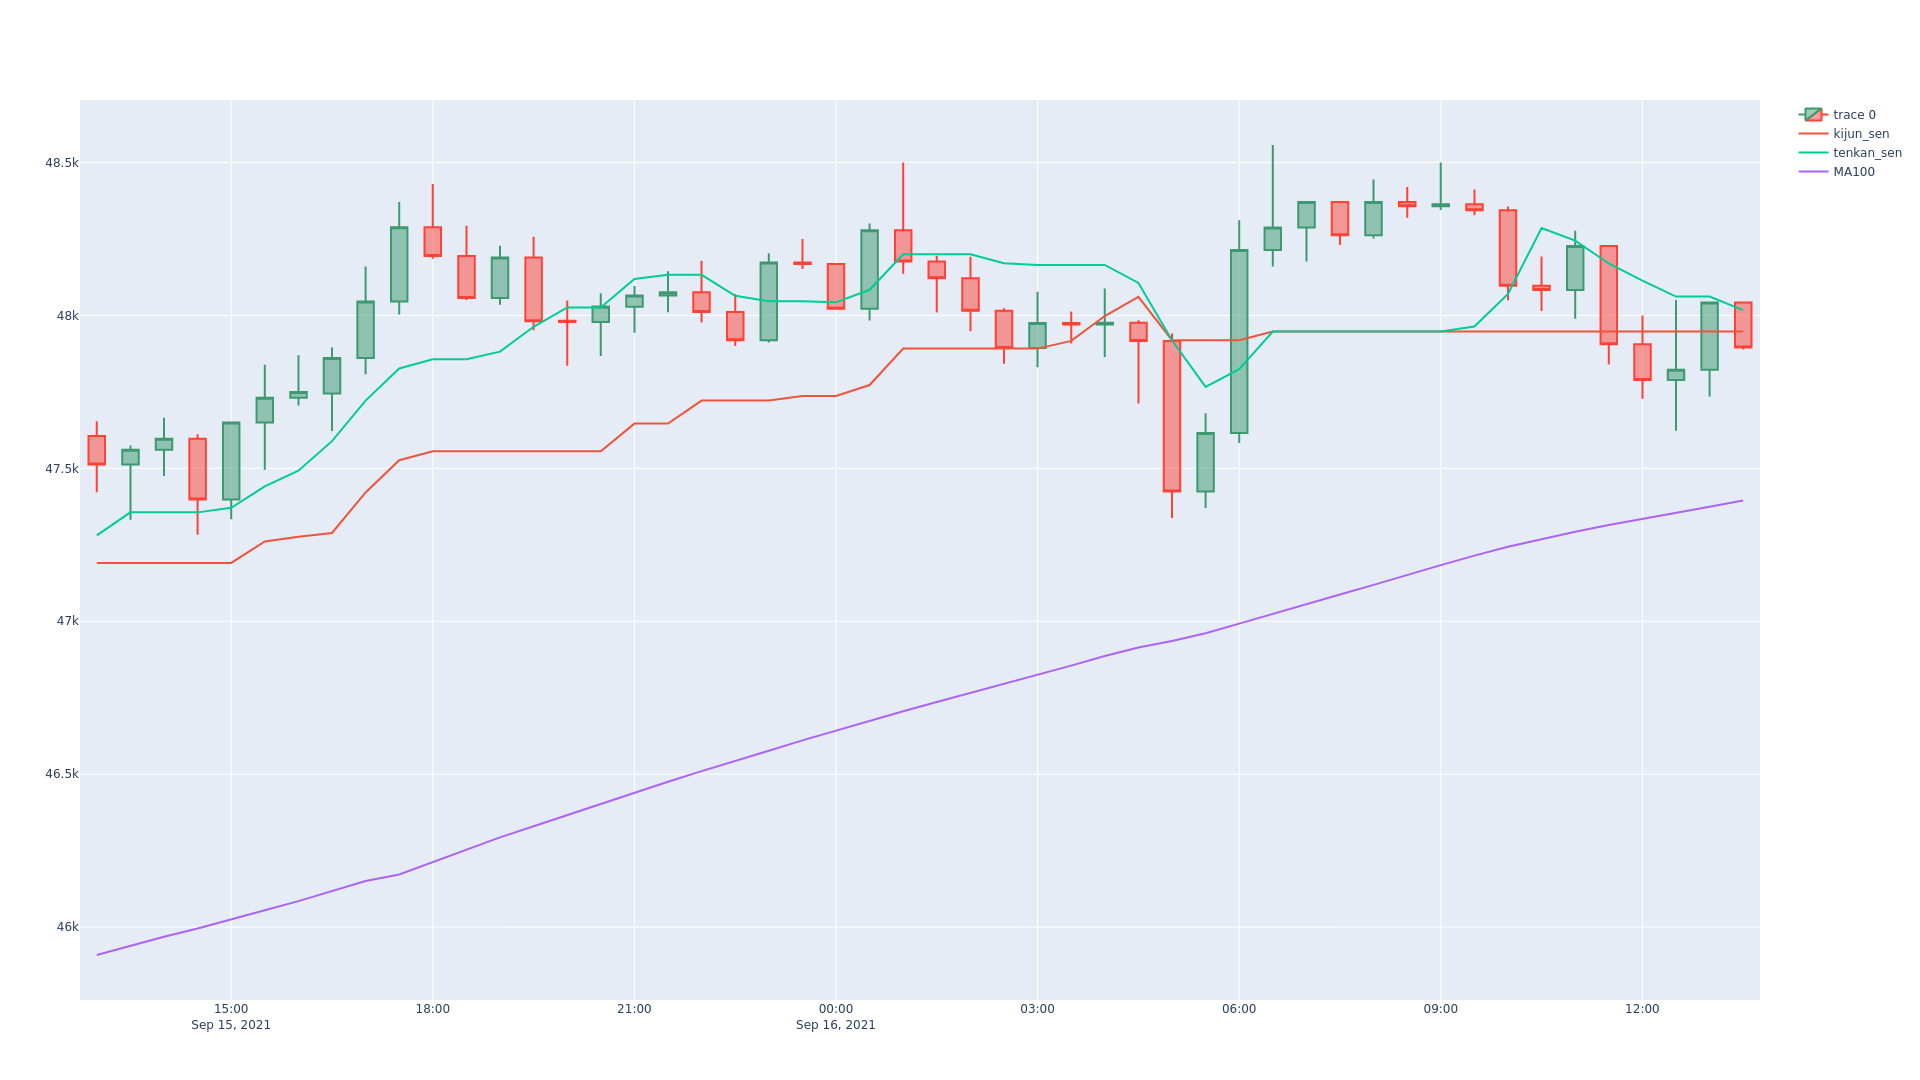 48.5k
48k
47.5k
47k
46.5k
46k
15:00
Sep 15, 2021
18:00
21:00
00:00
Sep 16, 2021
03:00
06:00
09:00
12:00
trace 0
kijun_sen
tenkan_sen
MA100